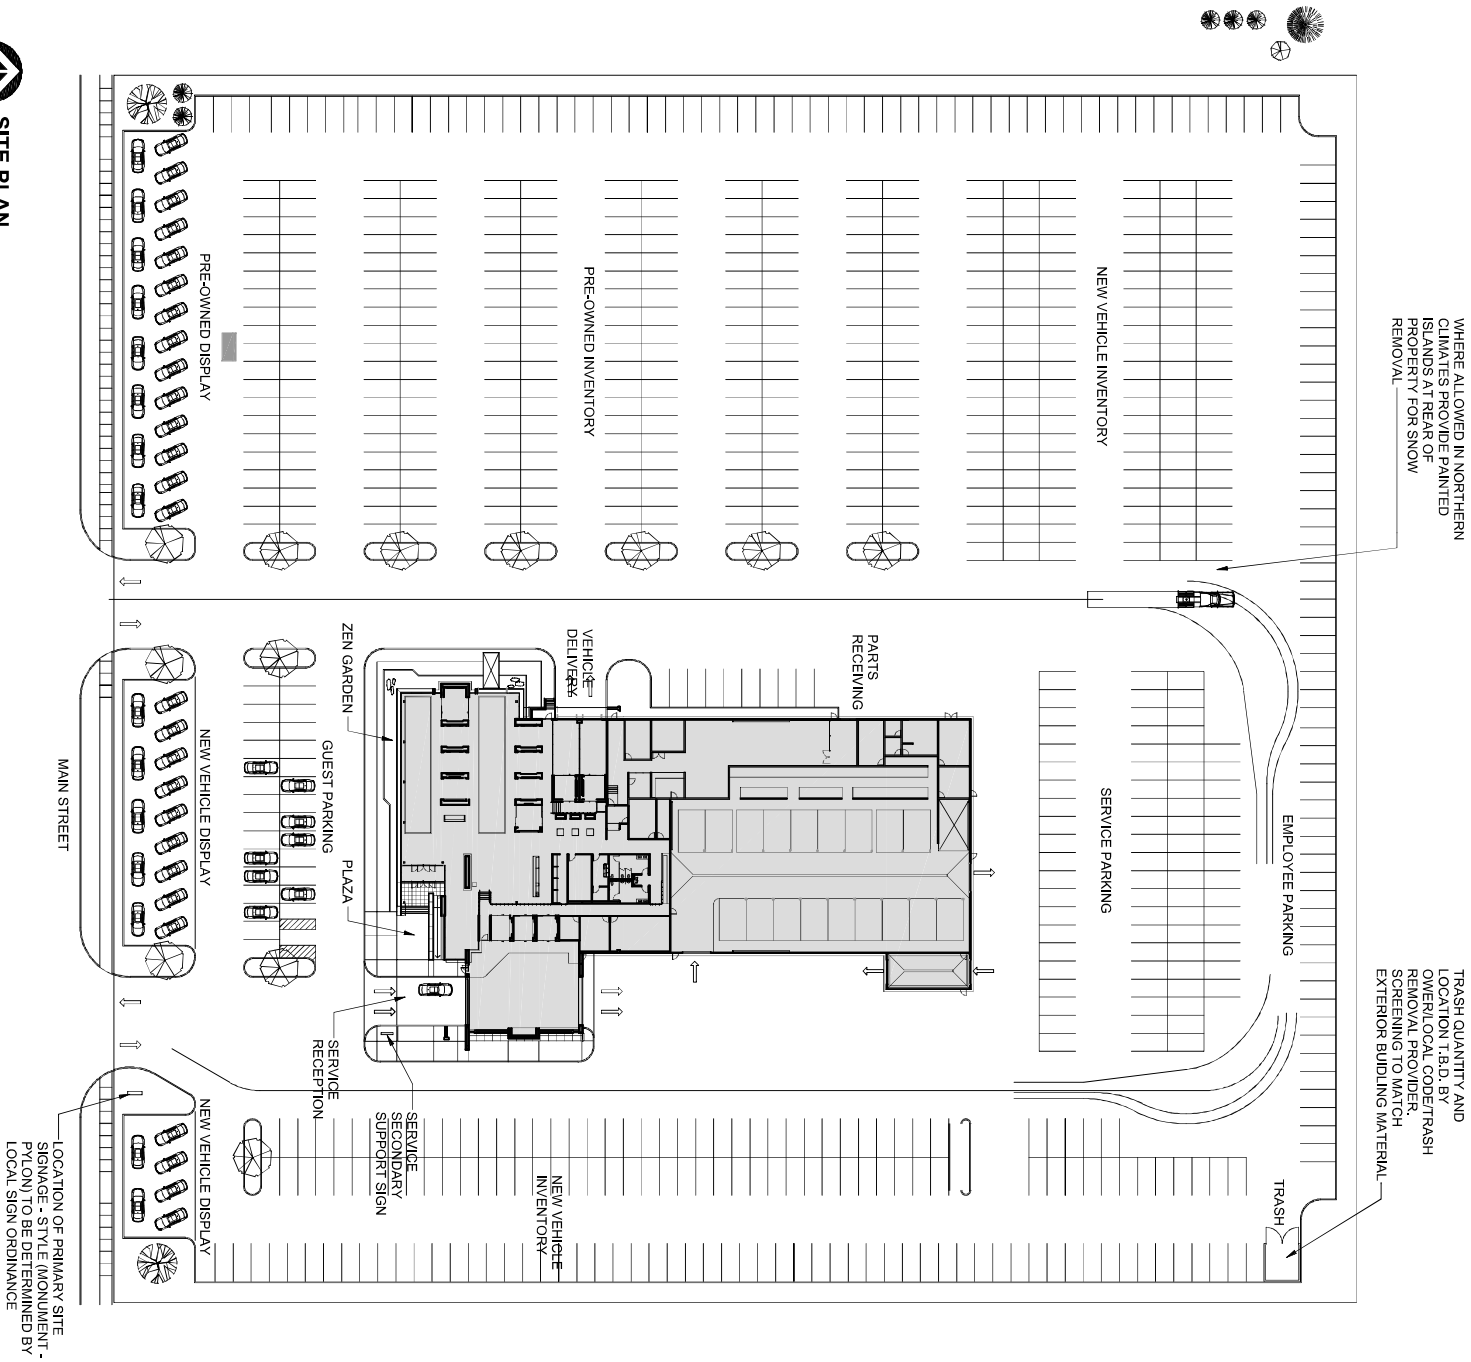 SITE PLAN
WHERE ALLOWED IN NORTHERN
CLIMATES PROVIDE PAINTED
ISLANDS AT REAR OF
PROPERTY FOR SNOW
REMOVAL
TRASH QUANTITY AND
LOCATION T.B.D. BY
OWER/LOCAL CODE/TRASH
REMOVAL PROVIDER.
SCREENING TO MATCH
EXTERIOR BUIDLING MATERIAL
TRASH
EMPLOYEE PARKING
NEW VEHICLE INVENTORY
SERVICE PARKING
PARTS
RECEIVING
PRE-OWNED INVENTORY
VEHICLE
DELIVERY
NEW VEHICLE
INVENTORY
SERVICE
SECONDARY
SUPPORT SIGN
ZEN GARDEN
PLAZA
SERVICE
RECEPTION
GUEST PARKING
PRE-OWNED DISPLAY
NEW VEHICLE DISPLAY
NEW VEHICLE DISPLAY
MAIN STREET
LOCATION OF PRIMARY SITE
SIGNAGE - STYLE (MONUMENT -
PYLON) TO BE DETERMINED BY
LOCAL SIGN ORDINANCE